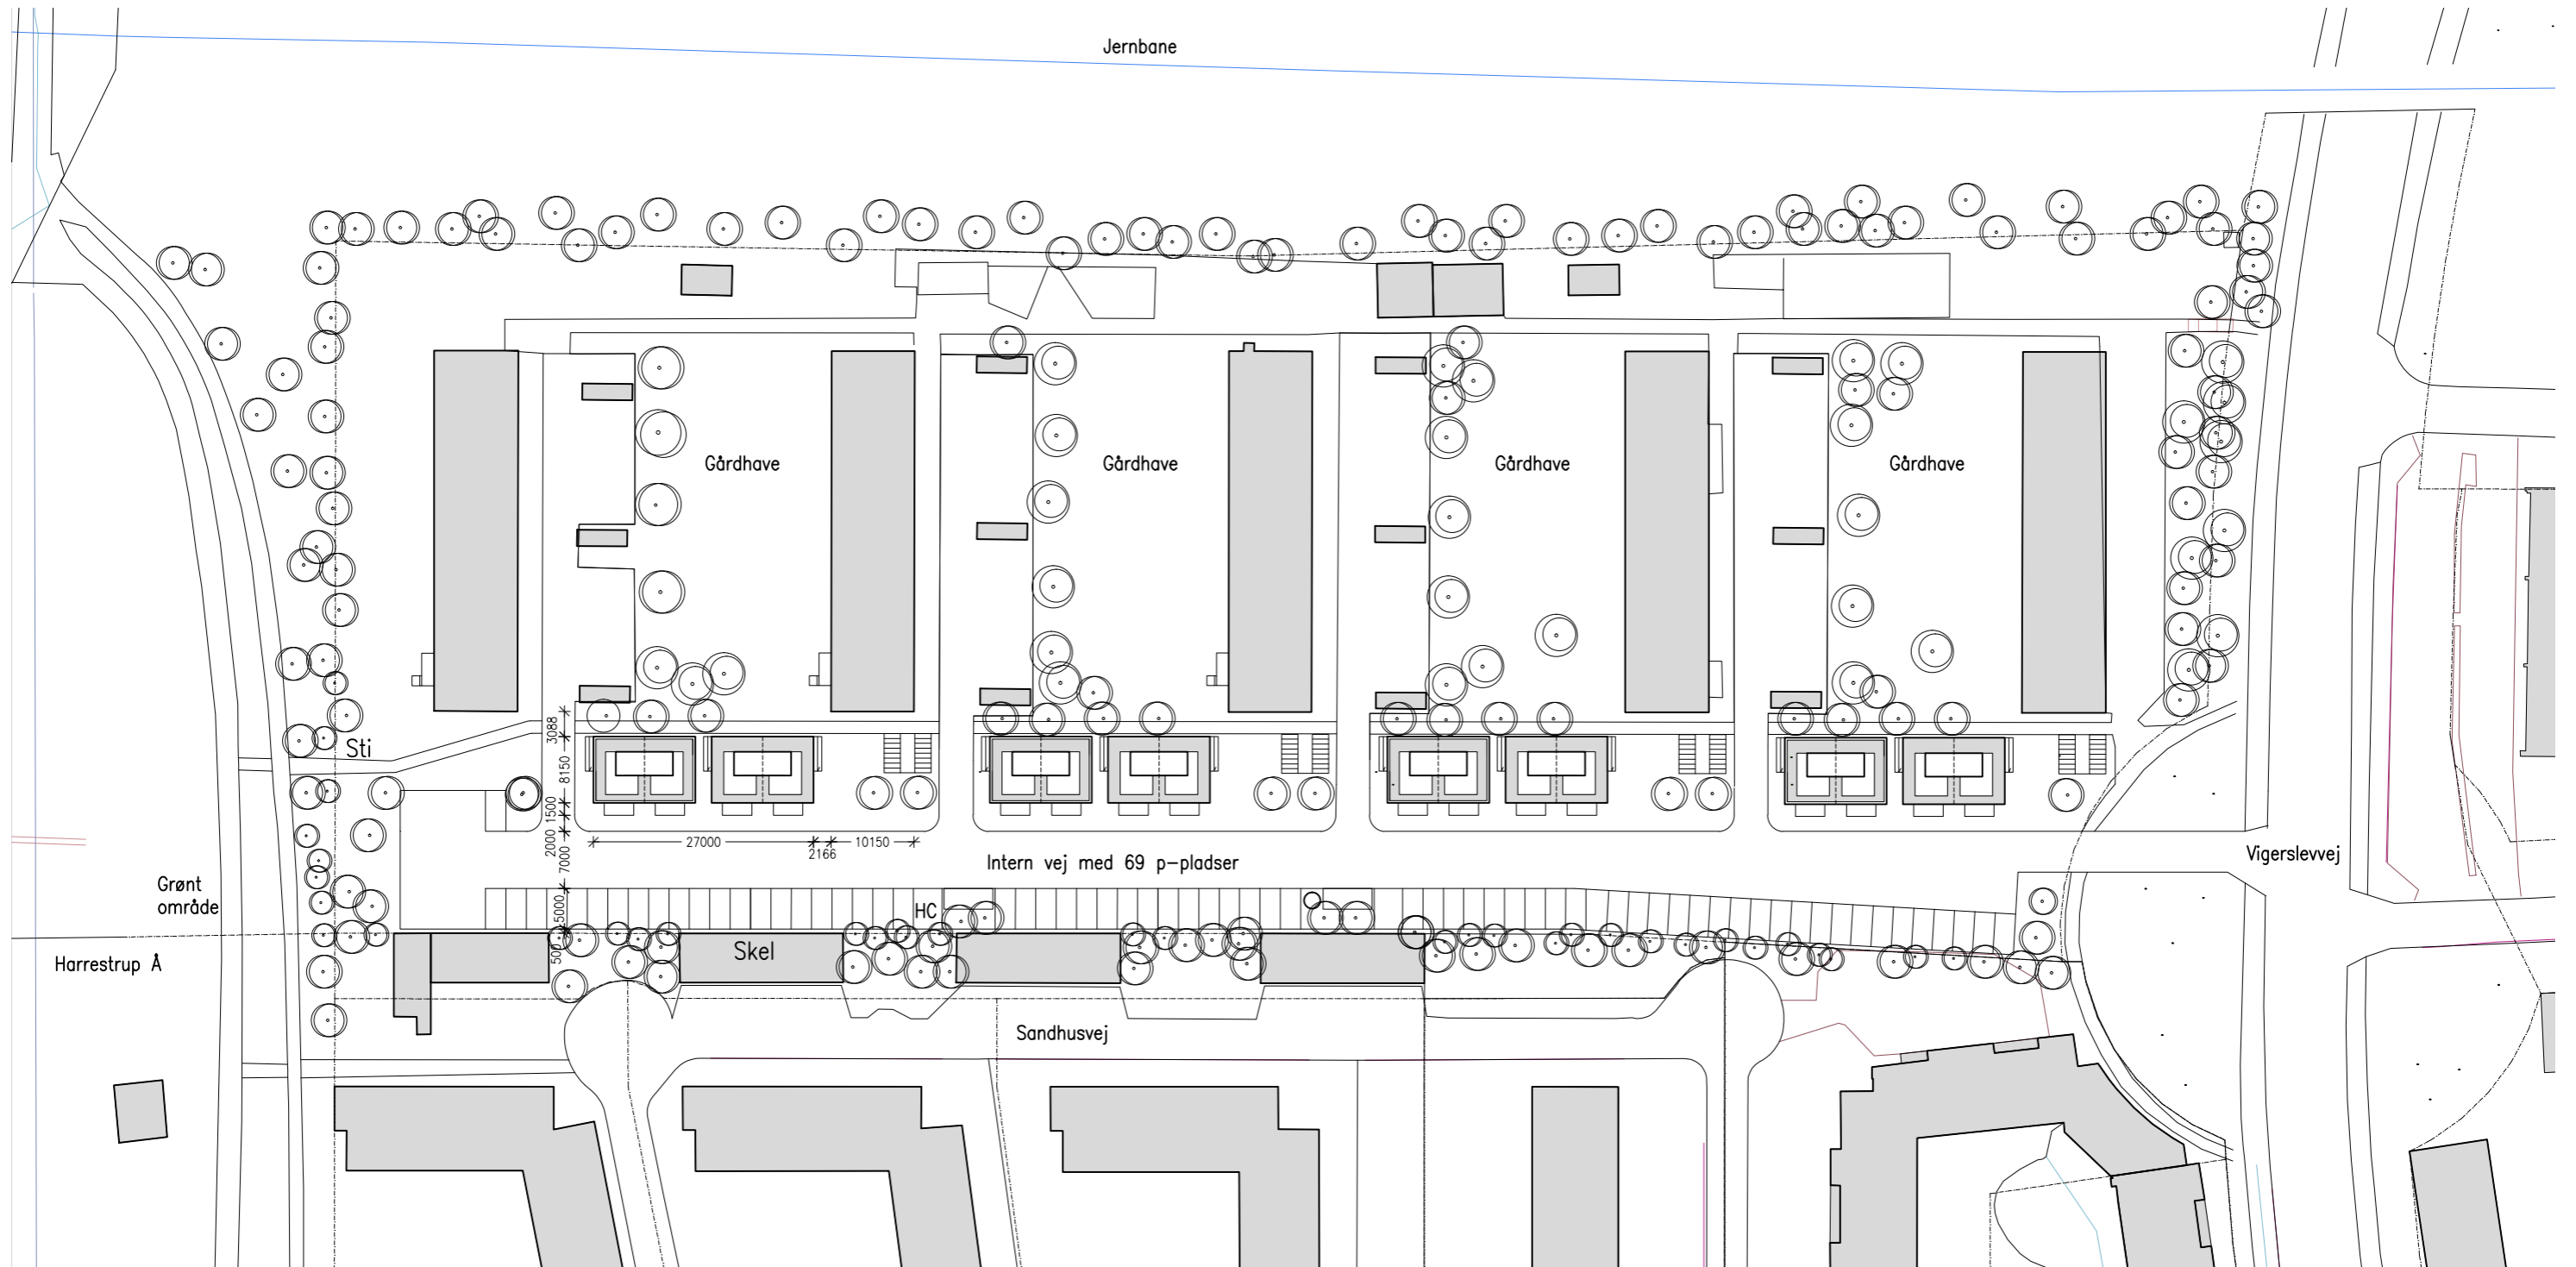 Jernbane
Gårdhave
Gårdhave
Gårdhave
Gårdhave
Sti
3088
8150
1500
2000
7000
5000
500
27000
2166
10150
Intern vej med 69 p-pladser
Vigerslevvej
Grønt
område
HC
Skel
Harrestrup Å
Sandhusvej